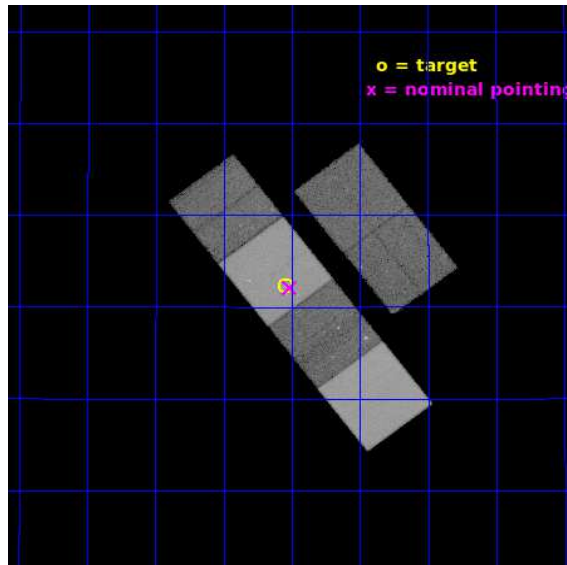 o = target
x = nominal pointing